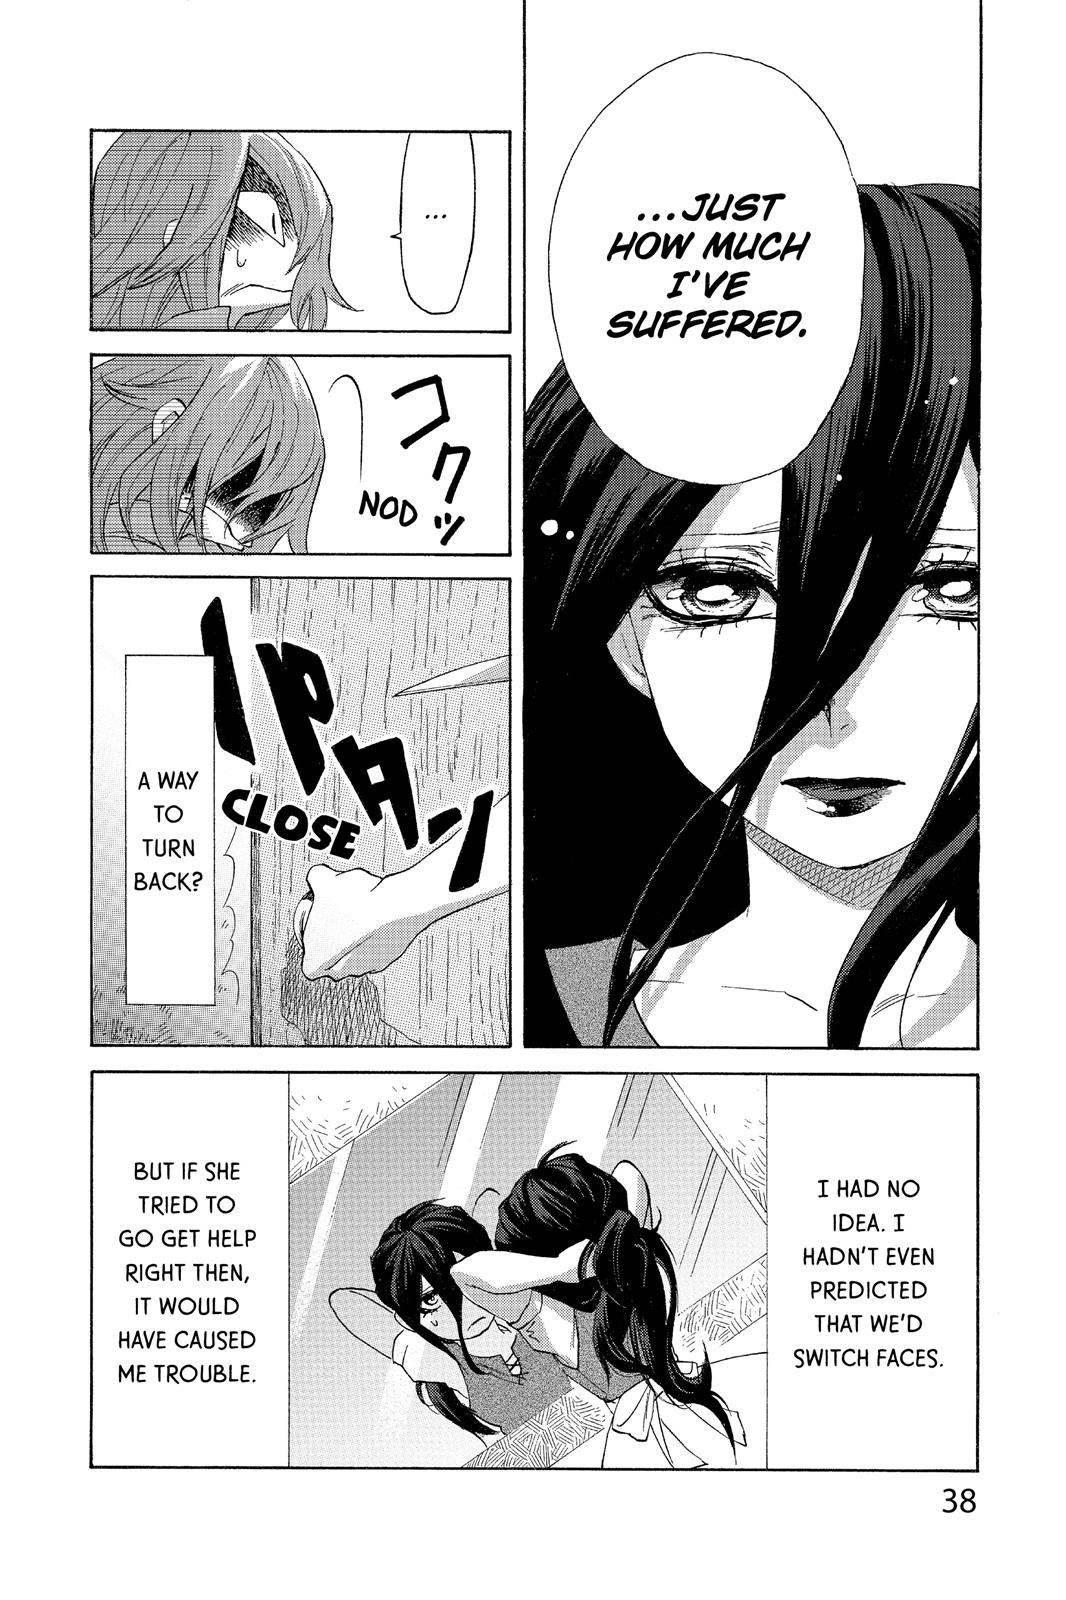 ...JUST
HOW MUCH
I'VE
SUFFERED.
...
コクッ
NOD
パタン
CLOSE
A WAY
TO
TURN
BACK?
I HAD NO
IDEA. I
HADN'T EVEN
PREDICTED
THAT WE'D
SWITCH FACES.
BUT IF SHE
TRIED TO
GO GET HELP
RIGHT THEN,
IT WOULD
HAVE CAUSED
ME TROUBLE.
38